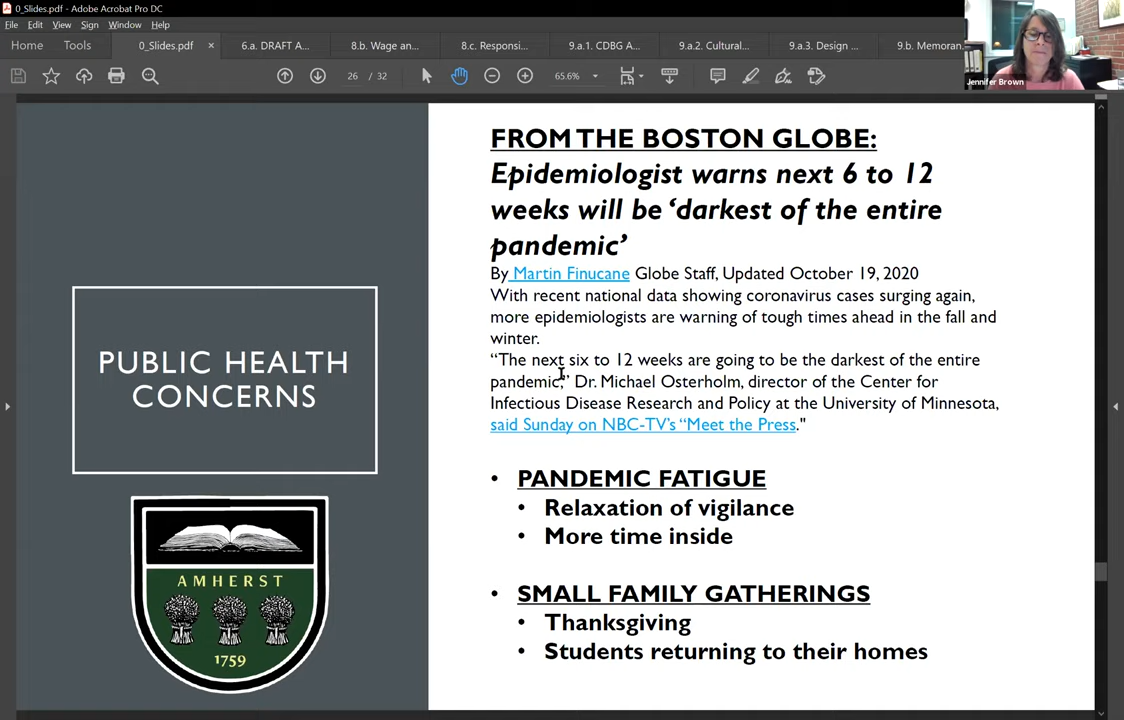 0_Slides.pdf - Adobe Acrobat Pro DC
File Edit View Sign Window Help
Home Tools 0_Slides.pdf × 6.a. DRAFT A... 8.b. Wage an... 8.c. Responsi... 9.a.1. CDBG A... 9.a.2. Cultural... 9.a.3. Design ... 9.b. Memoran...
26 / 32 65.6%
Jennifer Brown
PUBLIC HEALTH
CONCERNS
AMHERST
1759
FROM THE BOSTON GLOBE:
Epidemiologist warns next 6 to 12
weeks will be ‘darkest of the entire
pandemic’
By Martin Finucane Globe Staff, Updated October 19, 2020
With recent national data showing coronavirus cases surging again,
more epidemiologists are warning of tough times ahead in the fall and
winter.
“The next six to 12 weeks are going to be the darkest of the entire
pandemic,” Dr. Michael Osterholm, director of the Center for
Infectious Disease Research and Policy at the University of Minnesota,
said Sunday on NBC-TV’s “Meet the Press."
• PANDEMIC FATIGUE
• Relaxation of vigilance
• More time inside
• SMALL FAMILY GATHERINGS
• Thanksgiving
• Students returning to their homes